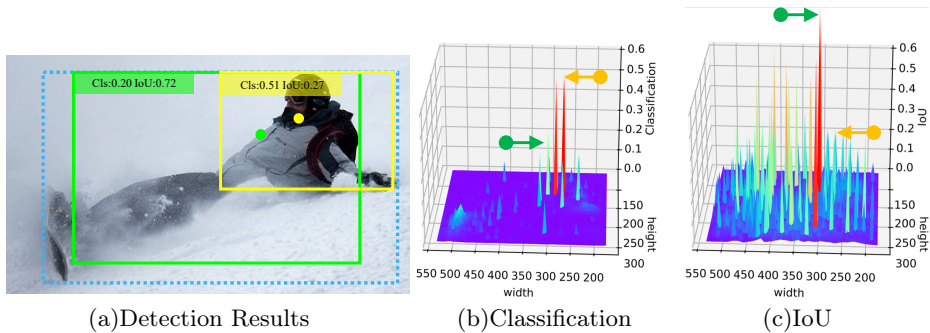 Cls:0.20 IoU:0.72
Cls:0.51 IoU:0.27
0.6
0.5
0.4
0.3
0.2
0.1
0.0
Classification
150
200
250
300
height
550 500 450 400 350 300 250 200
width
0.6
0.5
0.4
0.3
0.2
0.1
0.0
IoU
150
200
250
300
height
550 500 450 400 350 300 250 200
width
(a)Detection Results
(b)Classification
(c)IoU